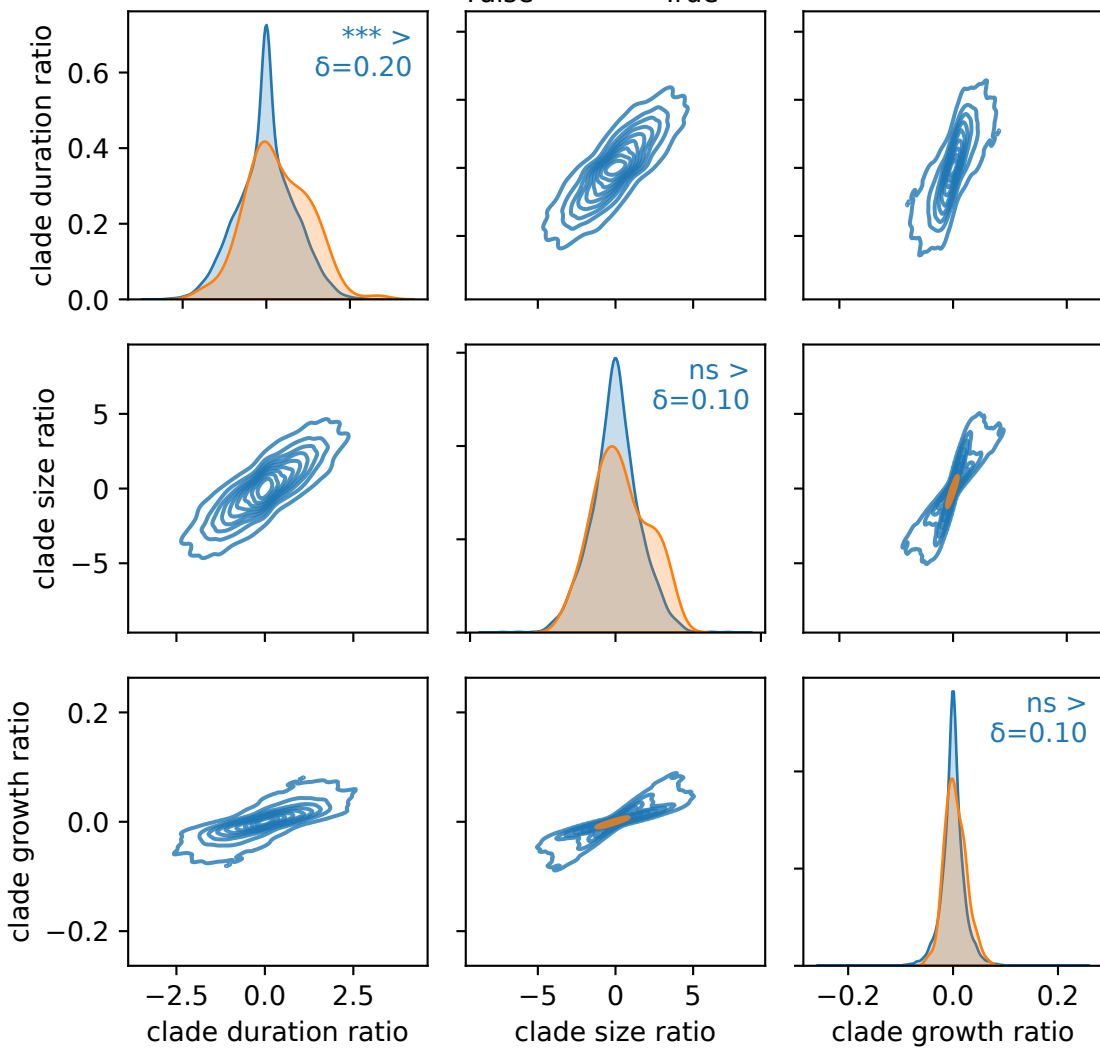 clade duration ratio
0.6
0.4
0.2
0.0
*** >
δ=0.20
clade size ratio
5
0
−5
ns >
δ=0.10
clade growth ratio
0.2
0.0
−0.2
ns >
δ=0.10
−2.5 0.0 2.5
−5 0 5
−0.2 0.0 0.2
clade duration ratio
clade size ratio
clade growth ratio